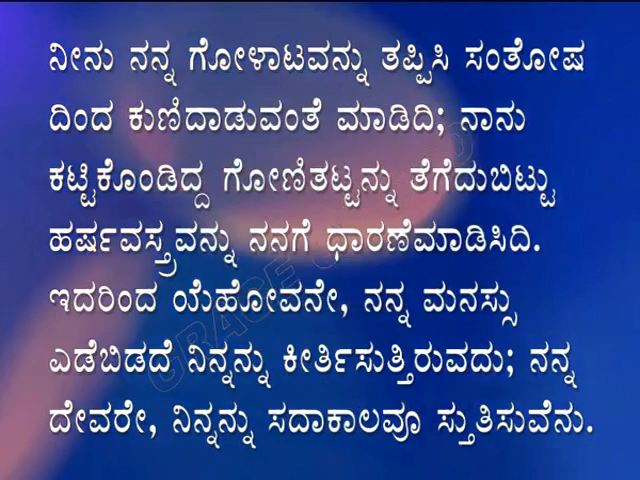 ನೀನು ನನ್ನ ಗೋಳಾಟವನ್ನು ತಪ್ಪಿಸಿ ಸಂತೋಷ
ದಿಂದ ಕುಣಿದಾಡುವಂತೆ ಮಾಡಿದಿ; ನಾನು
ಕಟ್ಟಿಕೊಂಡಿದ್ದ ಗೋಣಿತಟ್ಟನ್ನು ತೆಗೆದುಬಿಟ್ಟು
ಹರ್ಷವಸ್ತ್ರವನ್ನು ನನಗೆ ಧಾರಣೆಮಾಡಿಸಿದಿ.
ಇದರಿಂದ ಯೆಹೋವನೇ, ನನ್ನ ಮನಸ್ಸು
ಎಡೆಬಿಡದೆ ನಿನ್ನನ್ನು ಕೀರ್ತಿಸುತ್ತಿರುವದು; ನನ್ನ
ದೇವರೇ, ನಿನ್ನನ್ನು ಸದಾಕಾಲವೂ ಸ್ತುತಿಸುವೆನು.
GRACE